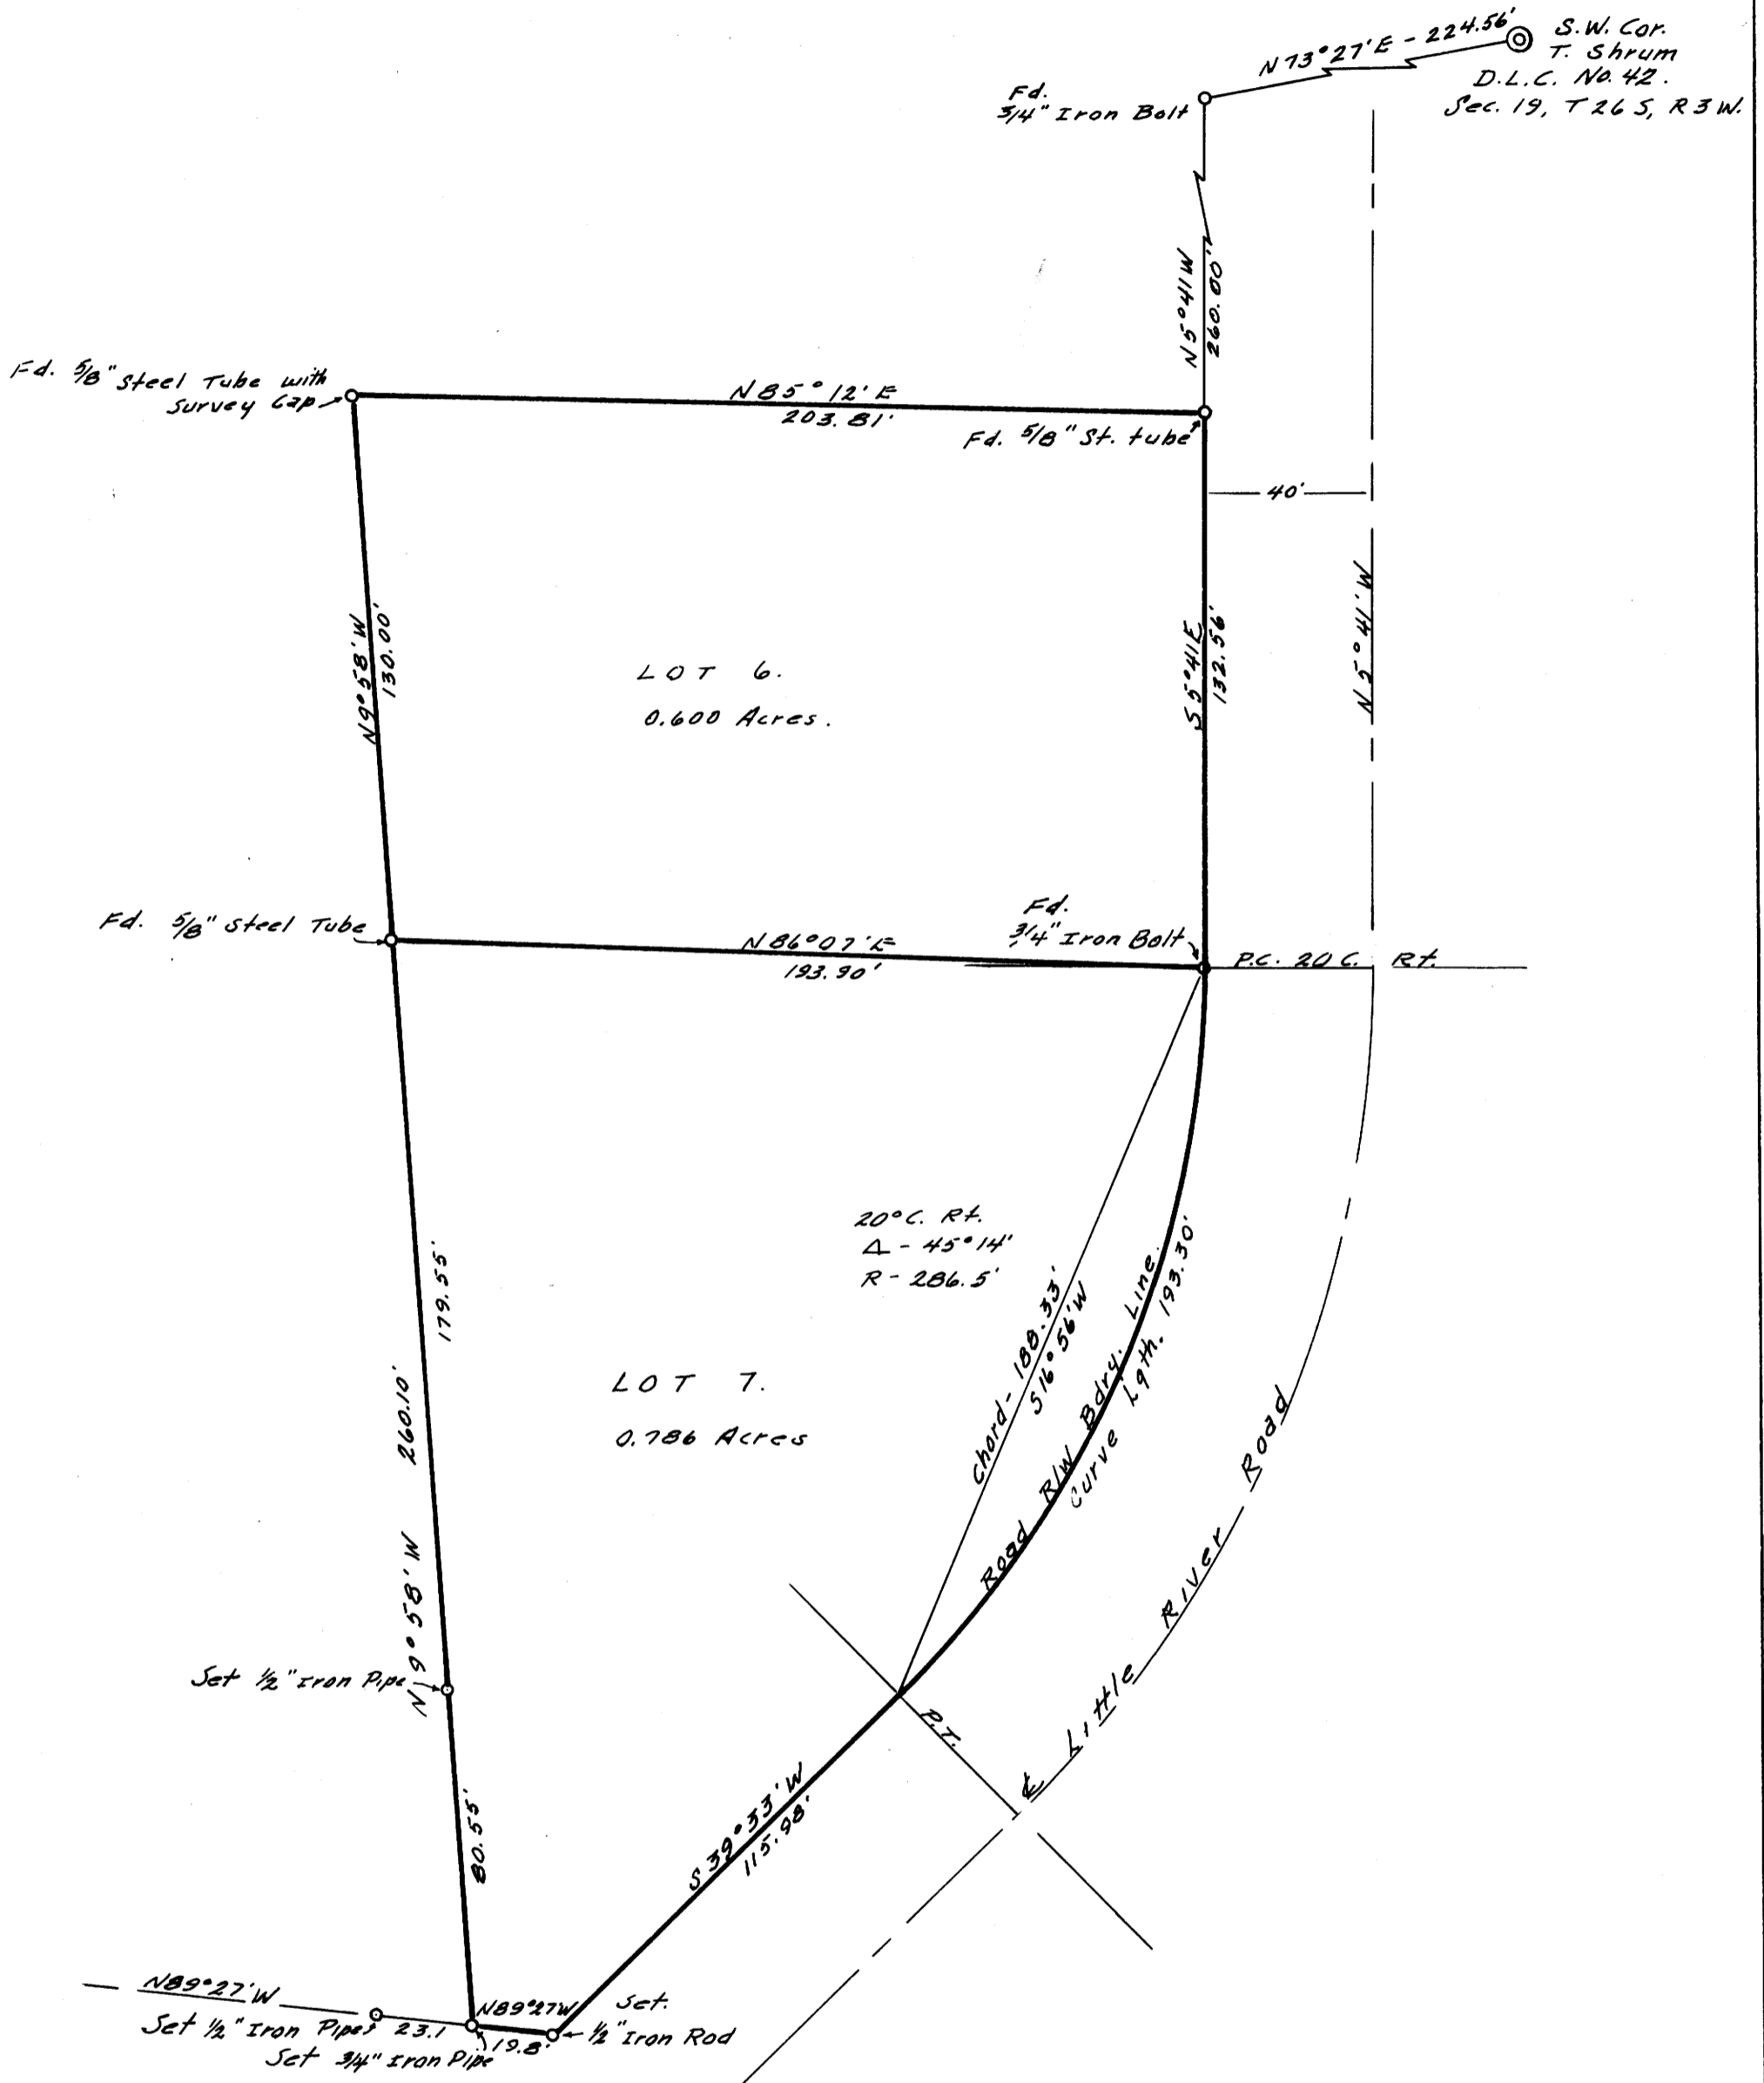 N 73° 27' E - 224.56'
S.W. Cor.
T. Shrum
D.L.C. No. 42.
Sec. 19, T 26 S, R 3 W.
Fd.
3/4" Iron Bolt
N 5° 41 W
260.00'
Fd. 5/8" Steel Tube with
Survey Cap
N 85° 12' E
203.81'
Fd. 5/8" St. tube
40'
N 9° 58' W
130.00'
LOT 6.
0.600 Acres.
S 5° 41 E
132.56'
N 5° 41' W
Fd. 5/8" Steel Tube
N 86° 07' E
193.90'
Fd.
3/4" Iron Bolt
P.C. 20 C. Rt.
20° C. Rt.
Δ - 45° 14'
R - 286.5'
179.55'
260.10'
N 9° 58' W
LOT 7.
0.786 Acres
Chord - 188.33'
S 16° 56' W
Road R/W Bdry. Line.
Curve Lgth. 193.30'
℄ Little River Road
Set 1/2" Iron Pipe
P.T.
80.55'
S 39° 33' W
115.98'
N 89° 27' W
N 89° 27 W
Set.
1/2" Iron Rod
Set 1/2" Iron Pipe
23.1
19.8'
Set 3/4" Iron Pipe